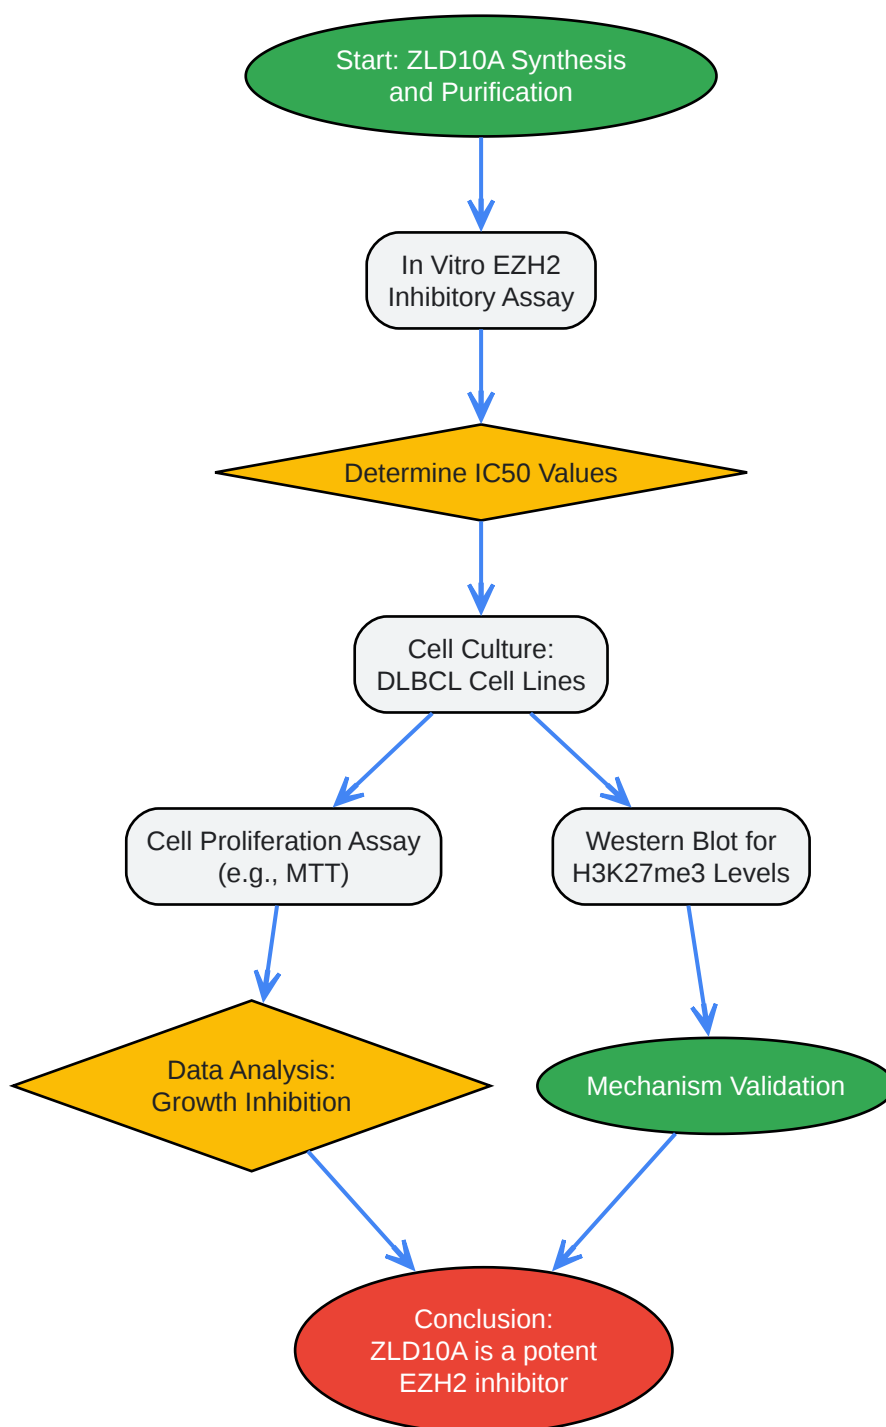 Start: ZLD10A Synthesis
and Purification
In Vitro EZH2
Inhibitory Assay
Determine IC50 Values
Cell Culture:
DLBCL Cell Lines
Cell Proliferation Assay
(e.g., MTT)
Western Blot for
H3K27me3 Levels
Data Analysis:
Growth Inhibition
Mechanism Validation
Conclusion:
ZLD10A is a potent
EZH2 inhibitor